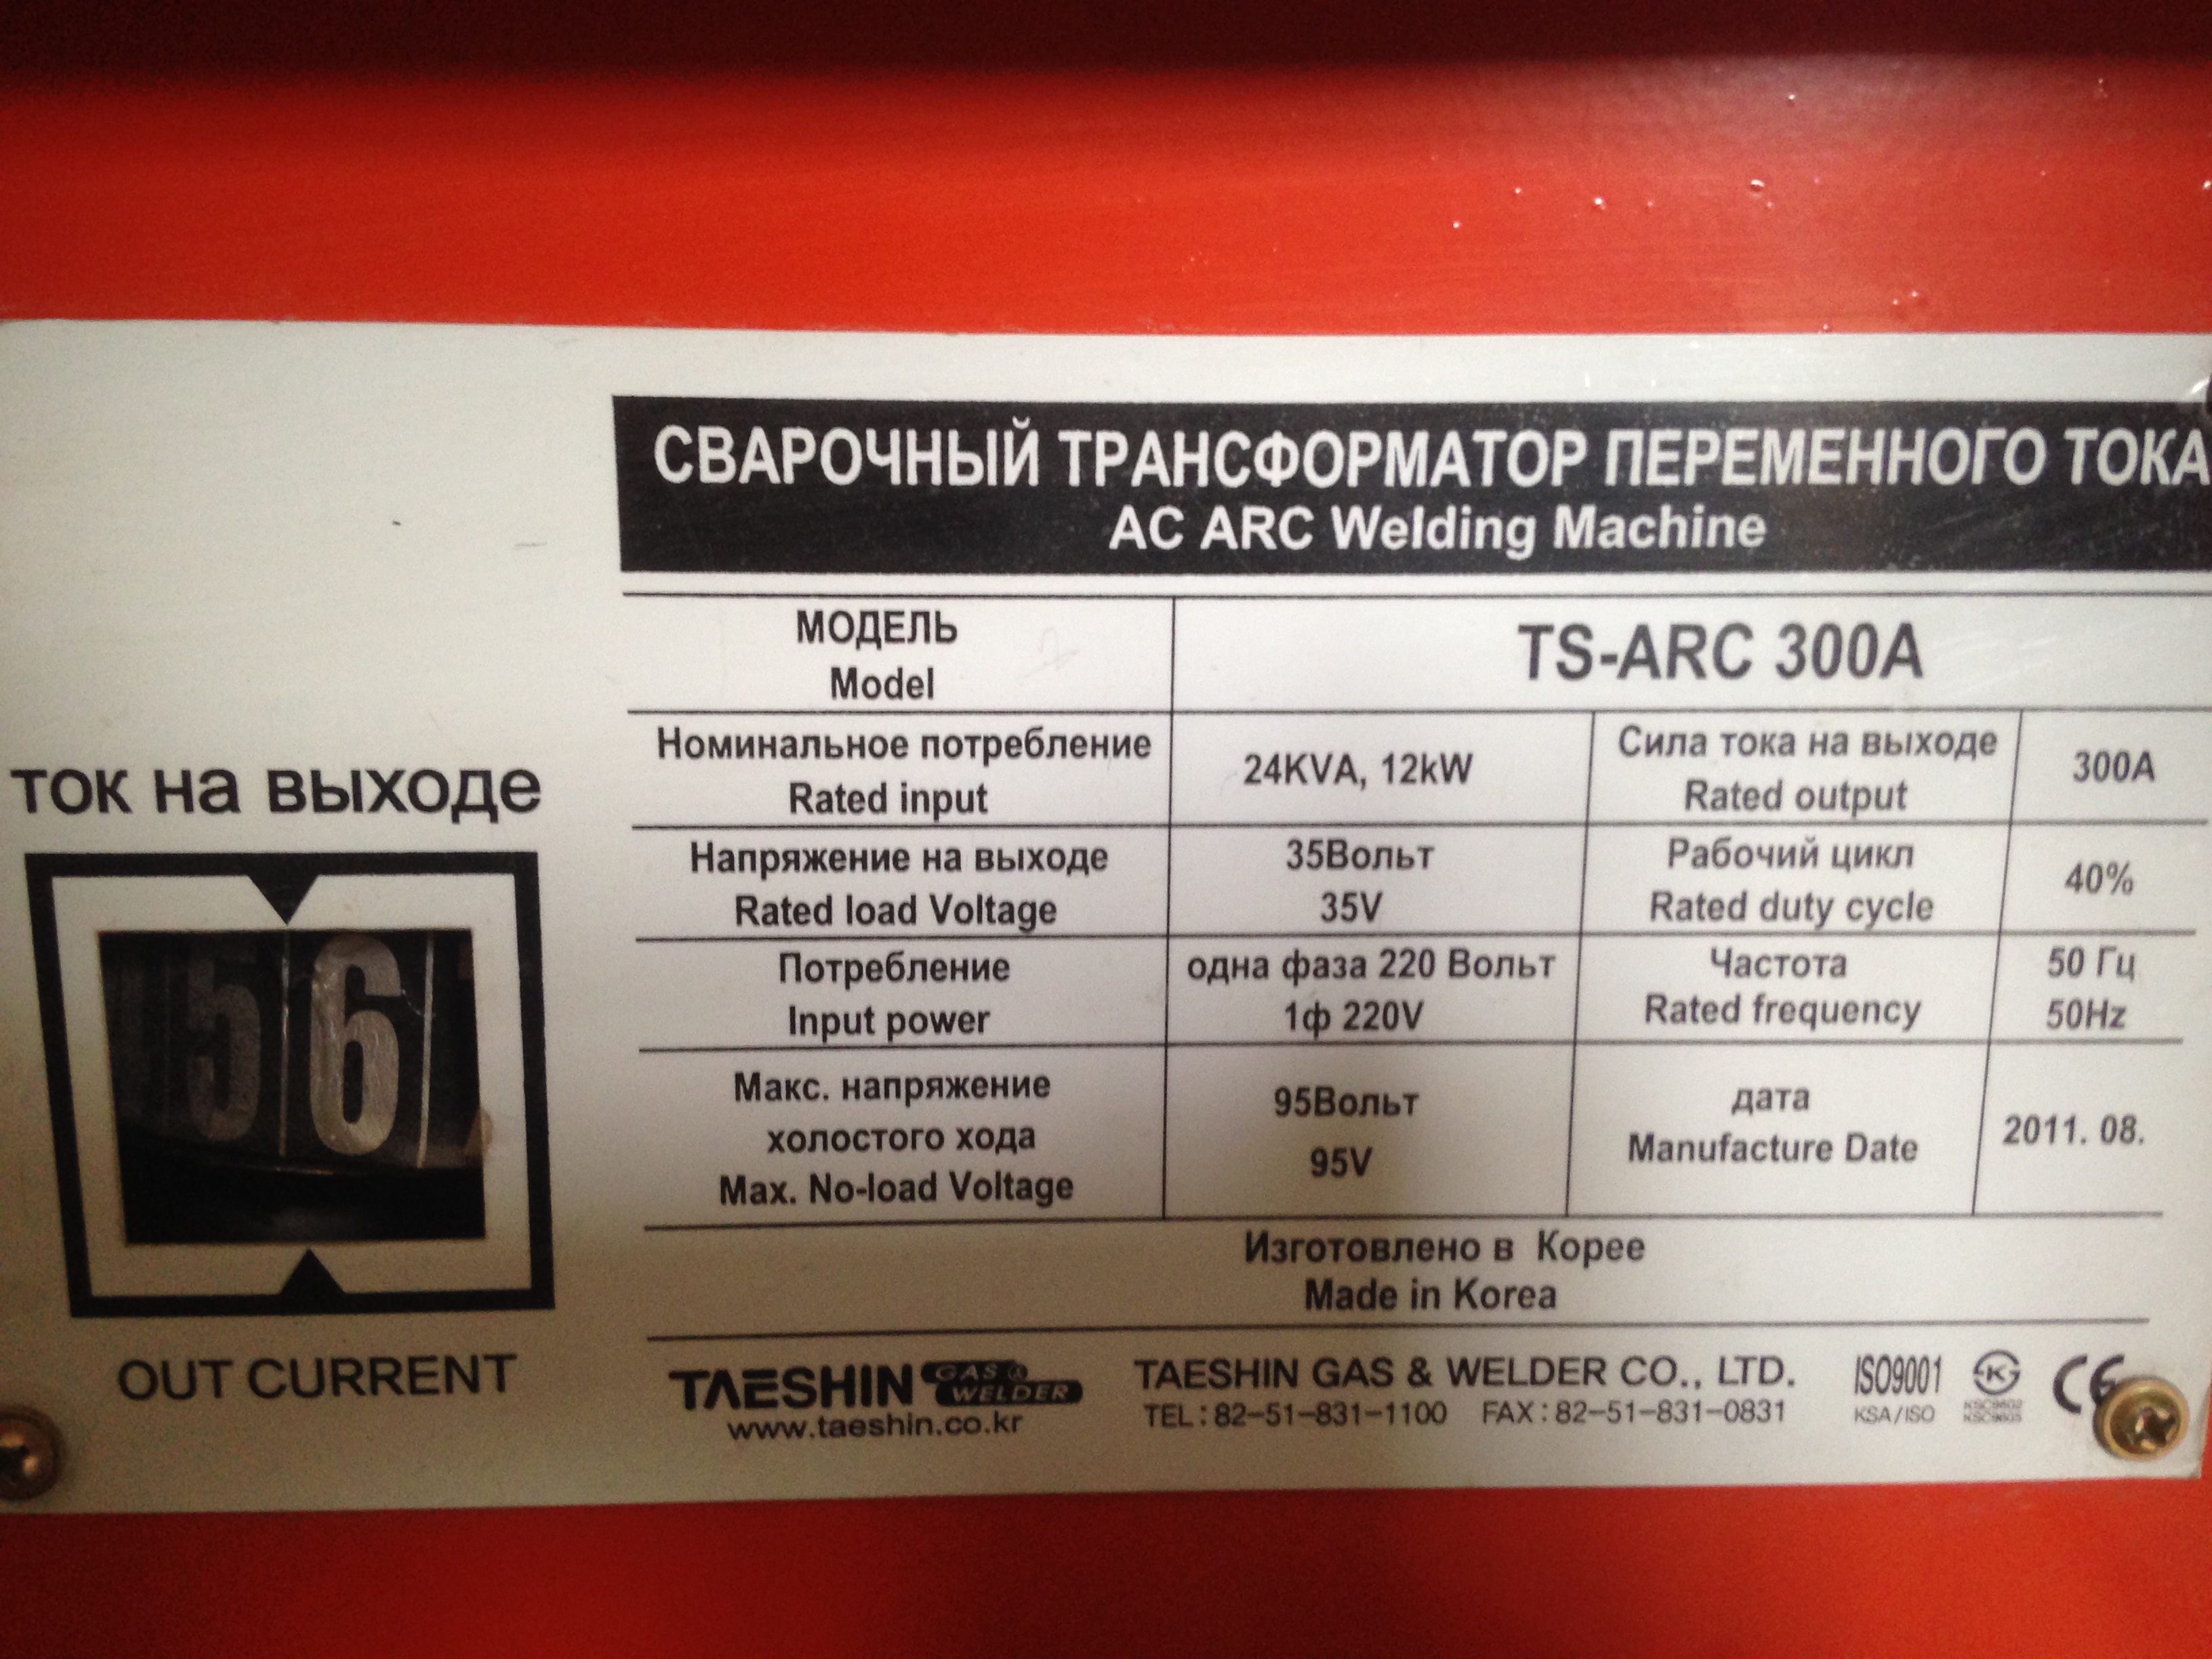 СВАРОЧНЫЙ ТРАНСФОРМАТОР ПЕРЕМЕННОГО ТОКА
AC ARC Welding Machine
МОДЕЛЬ
Model
TS-ARC 300A
Номинальное потребление
Rated input
24KVA, 12kW
Сила тока на выходе
Rated output
300A
Напряжение на выходе
Rated load Voltage
35Вольт
35V
Рабочий цикл
Rated duty cycle
40%
Потребление
Input power
одна фаза 220 Вольт
1ф 220V
Частота
Rated frequency
50 Гц
50Hz
Макс. напряжение
холостого хода
Max. No-load Voltage
95Вольт
95V
дата
Manufacture Date
2011. 08.
Изготовлено в Корее
Made in Korea
ток на выходе
5 6
OUT CURRENT
TAESHIN GAS & WELDER
www.taeshin.co.kr
TAESHIN GAS & WELDER CO., LTD.
TEL : 82-51-831-1100 FAX : 82-51-831-0831
ISO9001
KSA/ISO
K
KSC9602
KSC9605
CE